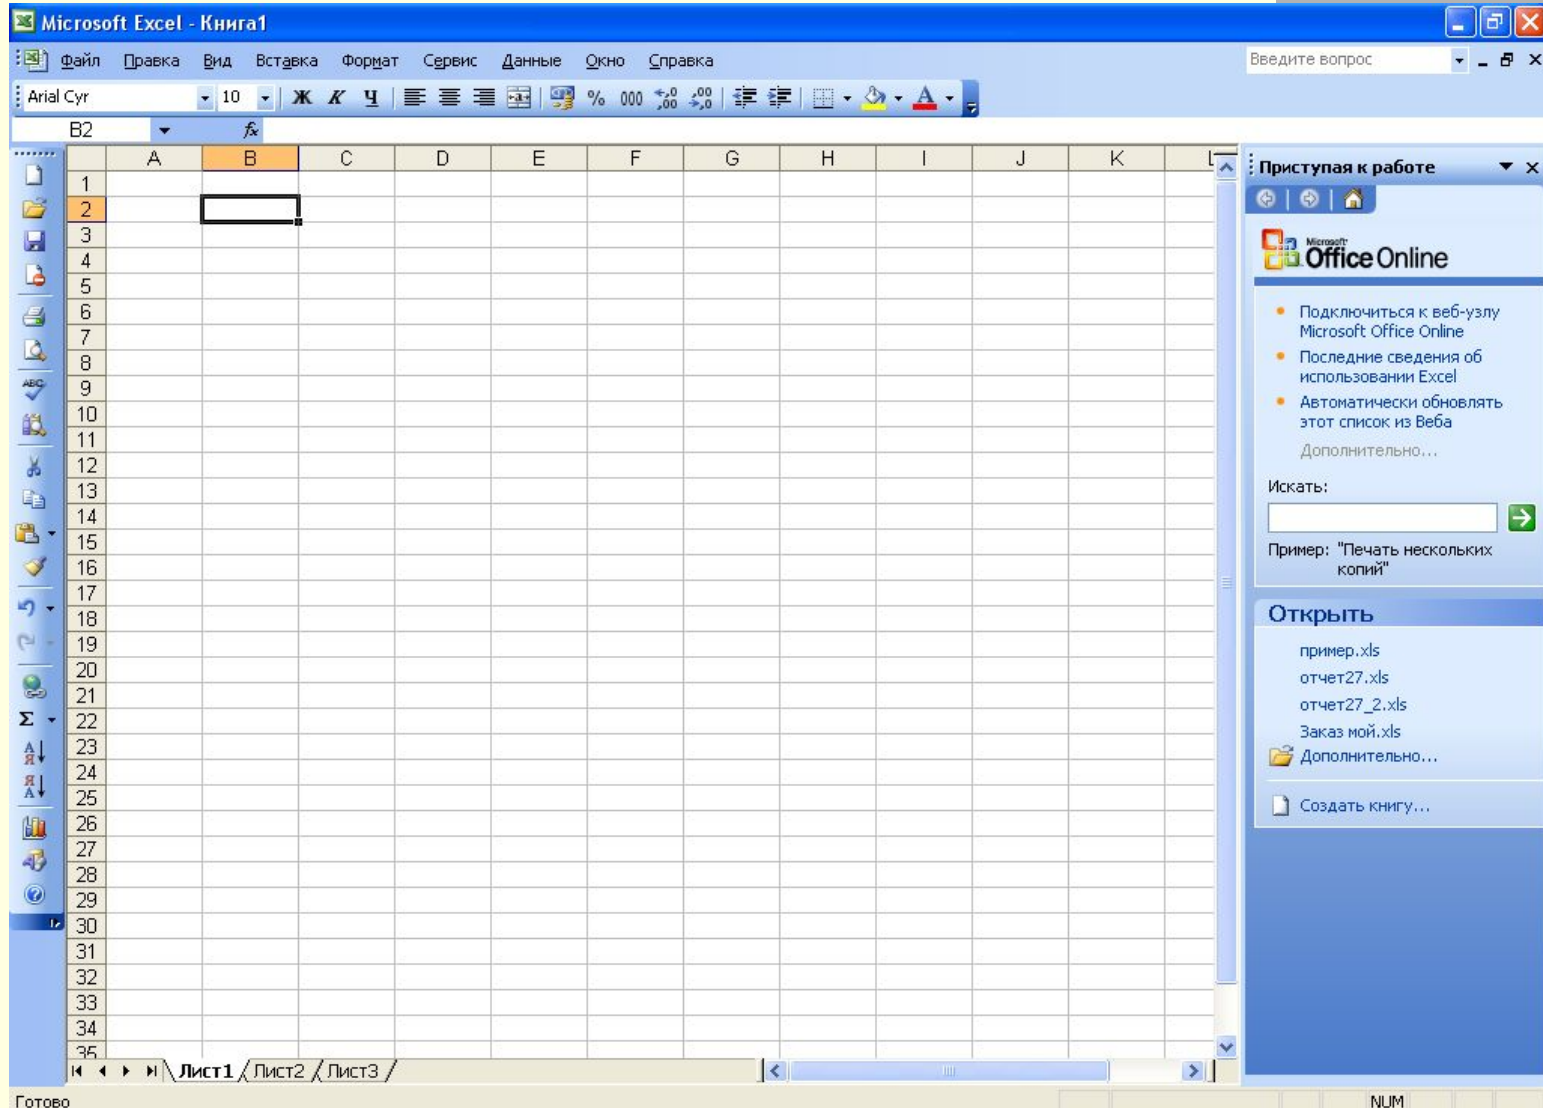 Microsoft Excel - Книга1
Файл Правка Вид Вставка Формат Сервис Данные Окно Справка Введите вопрос
Arial Cyr 10 Ж К Ч % 000 ,00 ,0 ,00 ,0 A
B2 fx
A B C D E F G H I J K L
1
2
3
4
5
6
7
8
9
10
11
12
13
14
15
16
17
18
19
20
21
22
23
24
25
26
27
28
29
30
31
32
33
34
35
ABC
Σ
А Я
Я А
Приступая к работе
Microsoft
Office Online
Подключиться к веб-узлу
Microsoft Office Online
Последние сведения об
использовании Excel
Автоматически обновлять
этот список из Веба
Дополнительно...
Искать:
Пример: "Печать нескольких
копий"
Открыть
пример.xls
отчет27.xls
отчет27_2.xls
Заказ мой.xls
Дополнительно...
Создать книгу...
Лист1 Лист2 Лист3
Готово NUM